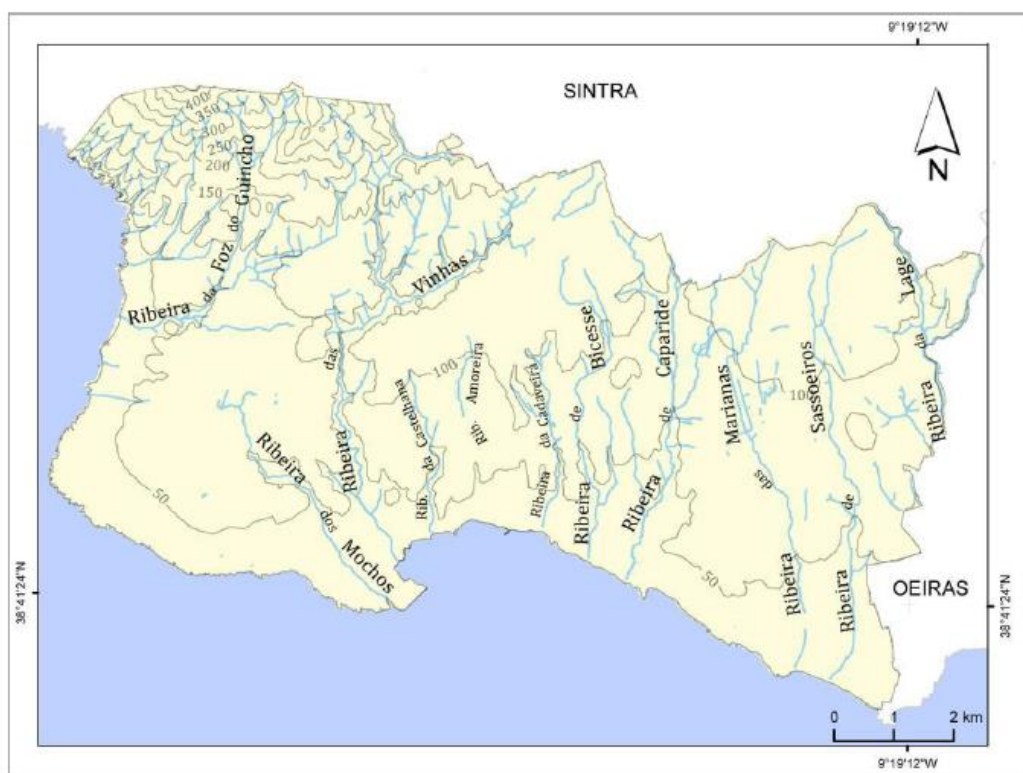 9°19'12"W
SINTRA
N
400
350
300
250
200
150
Ribeira da Foz do Guincho
Ribeira das Vinhas
Ribeira dos Mochos
Rib. da Castelhana
Rib. Amoreira
Ribeira da Cadaveira
Ribeira de Bicesse
Ribeira de Caparide
Ribeira das Marianas
Ribeira de Sassoeiros
Ribeira da Lage
100
100
50
50
OEIRAS
38°41'24"N
38°41'24"N
0 1 2 km
9°19'12"W